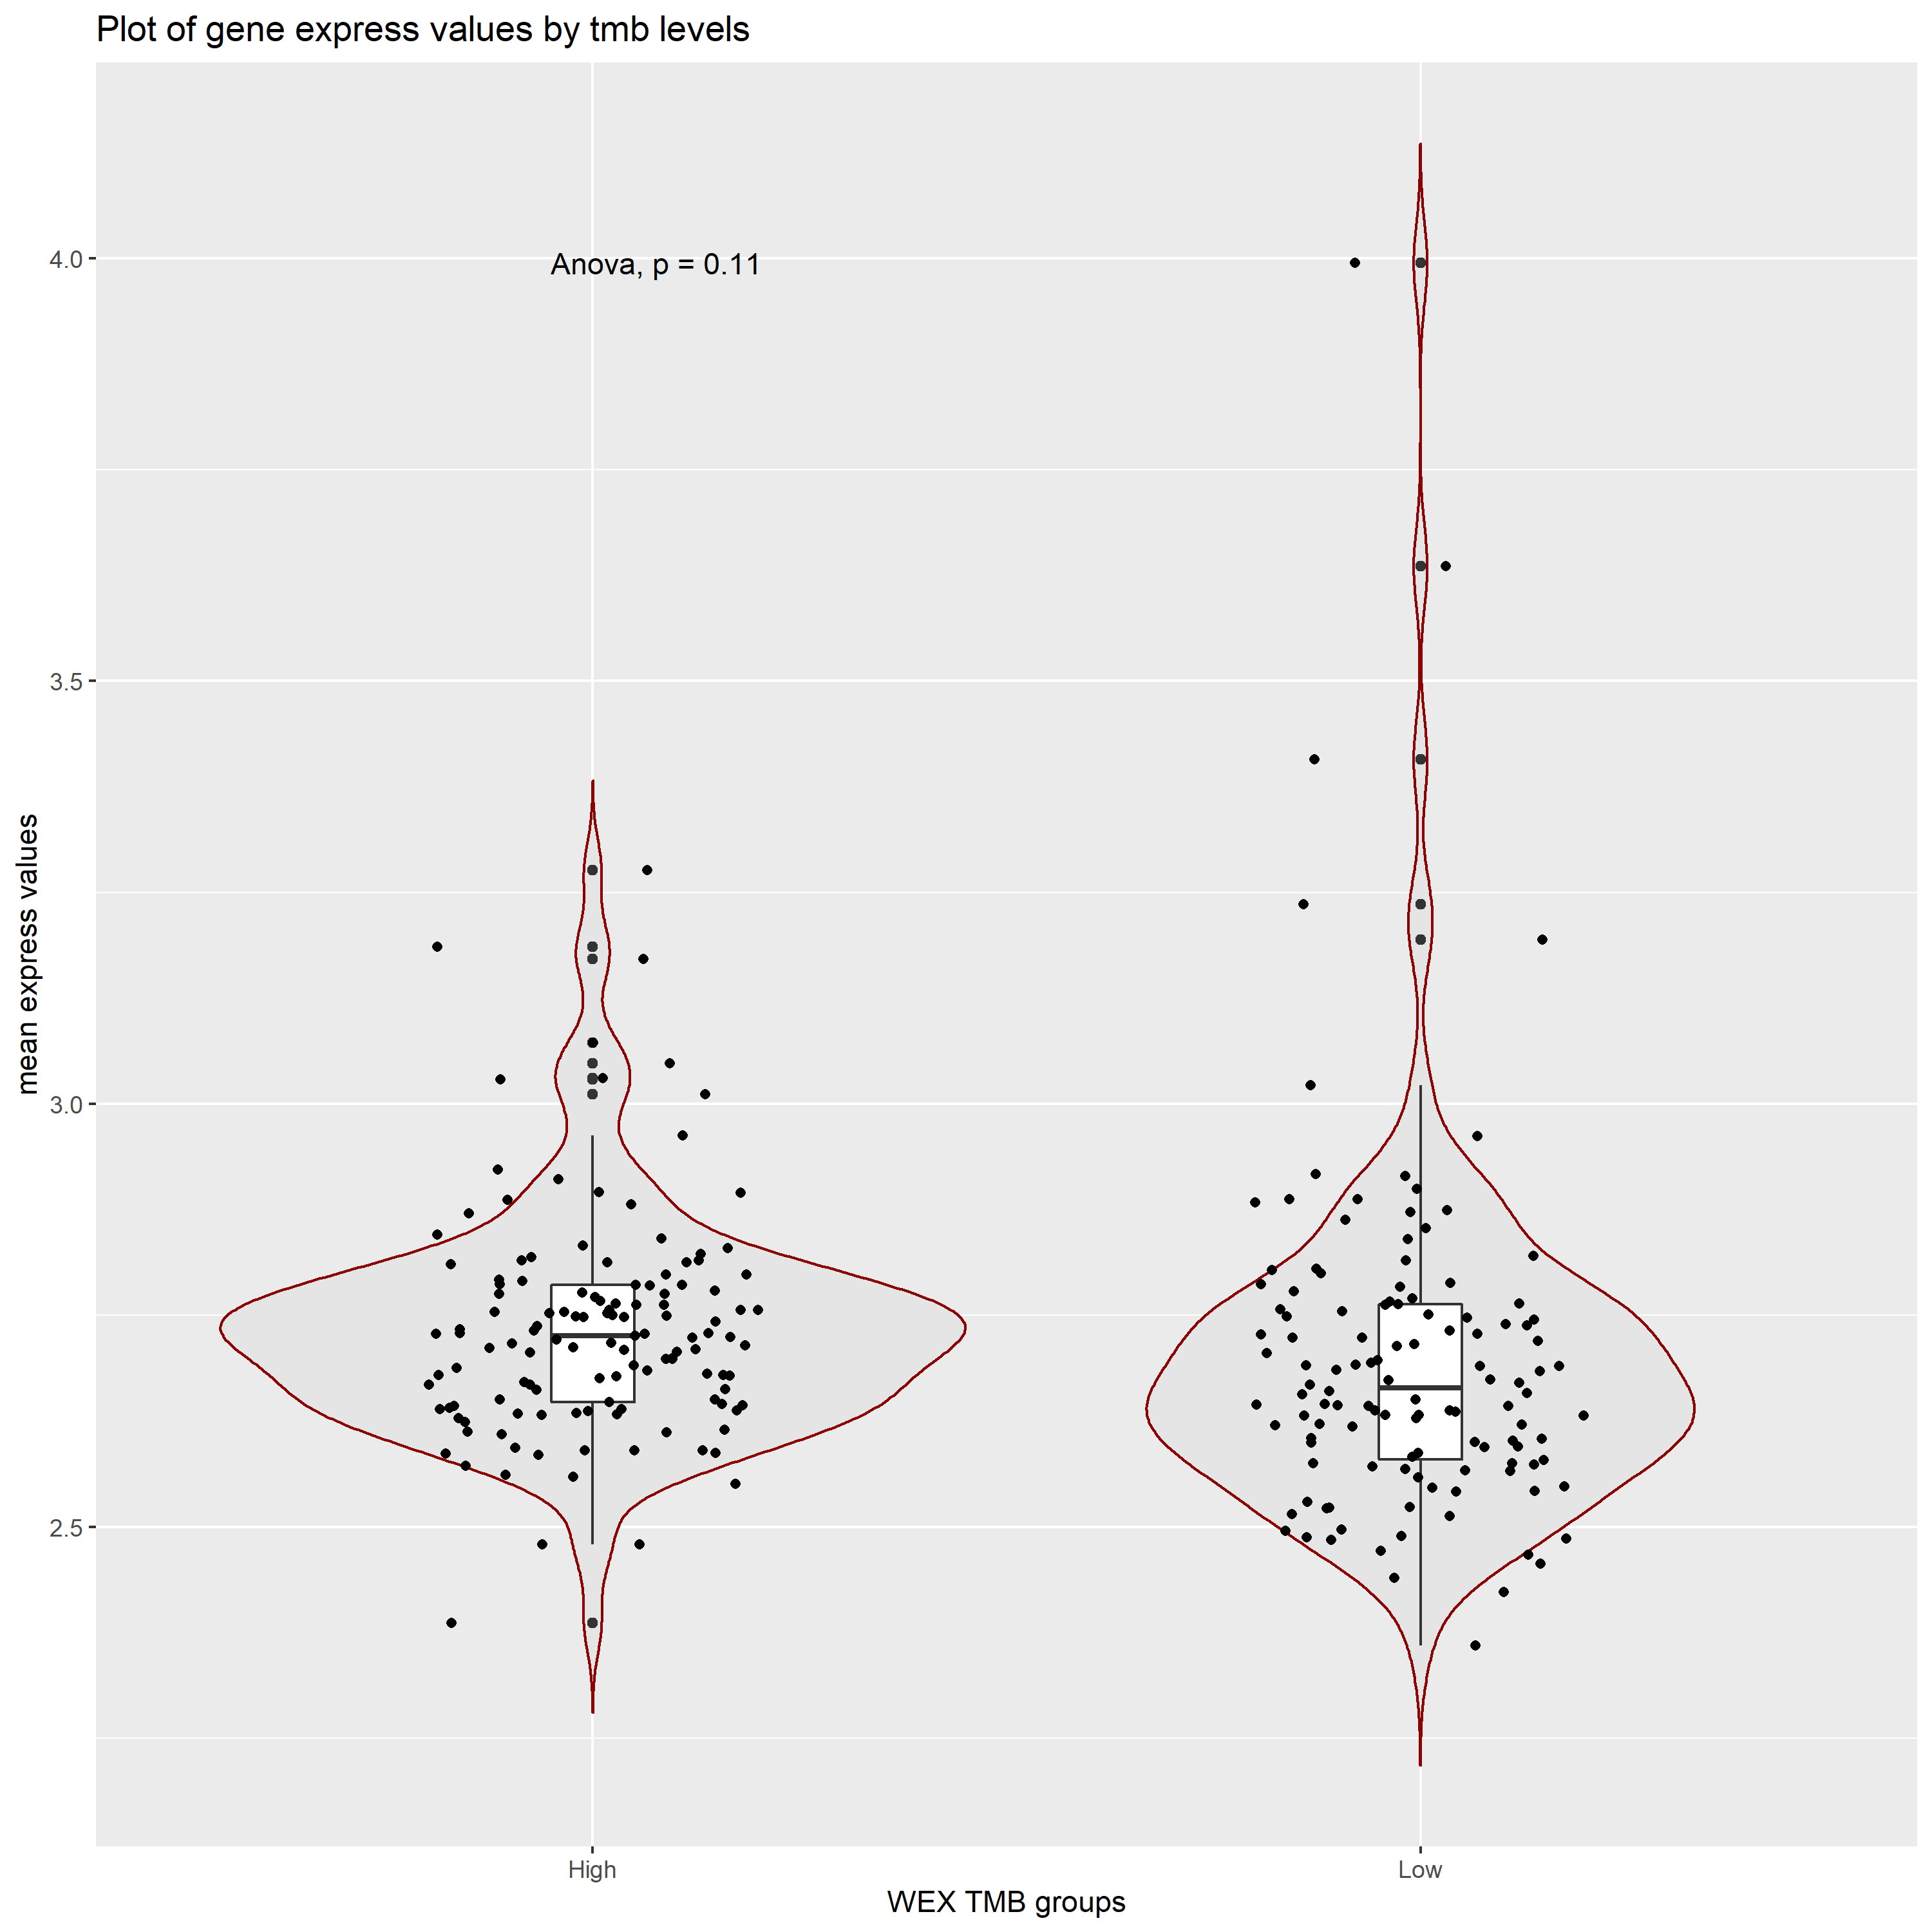 Plot of gene express values by tmb levels
Anova, p = 0.11
4.0
3.5
3.0
2.5
mean express values
High
Low
WEX TMB groups